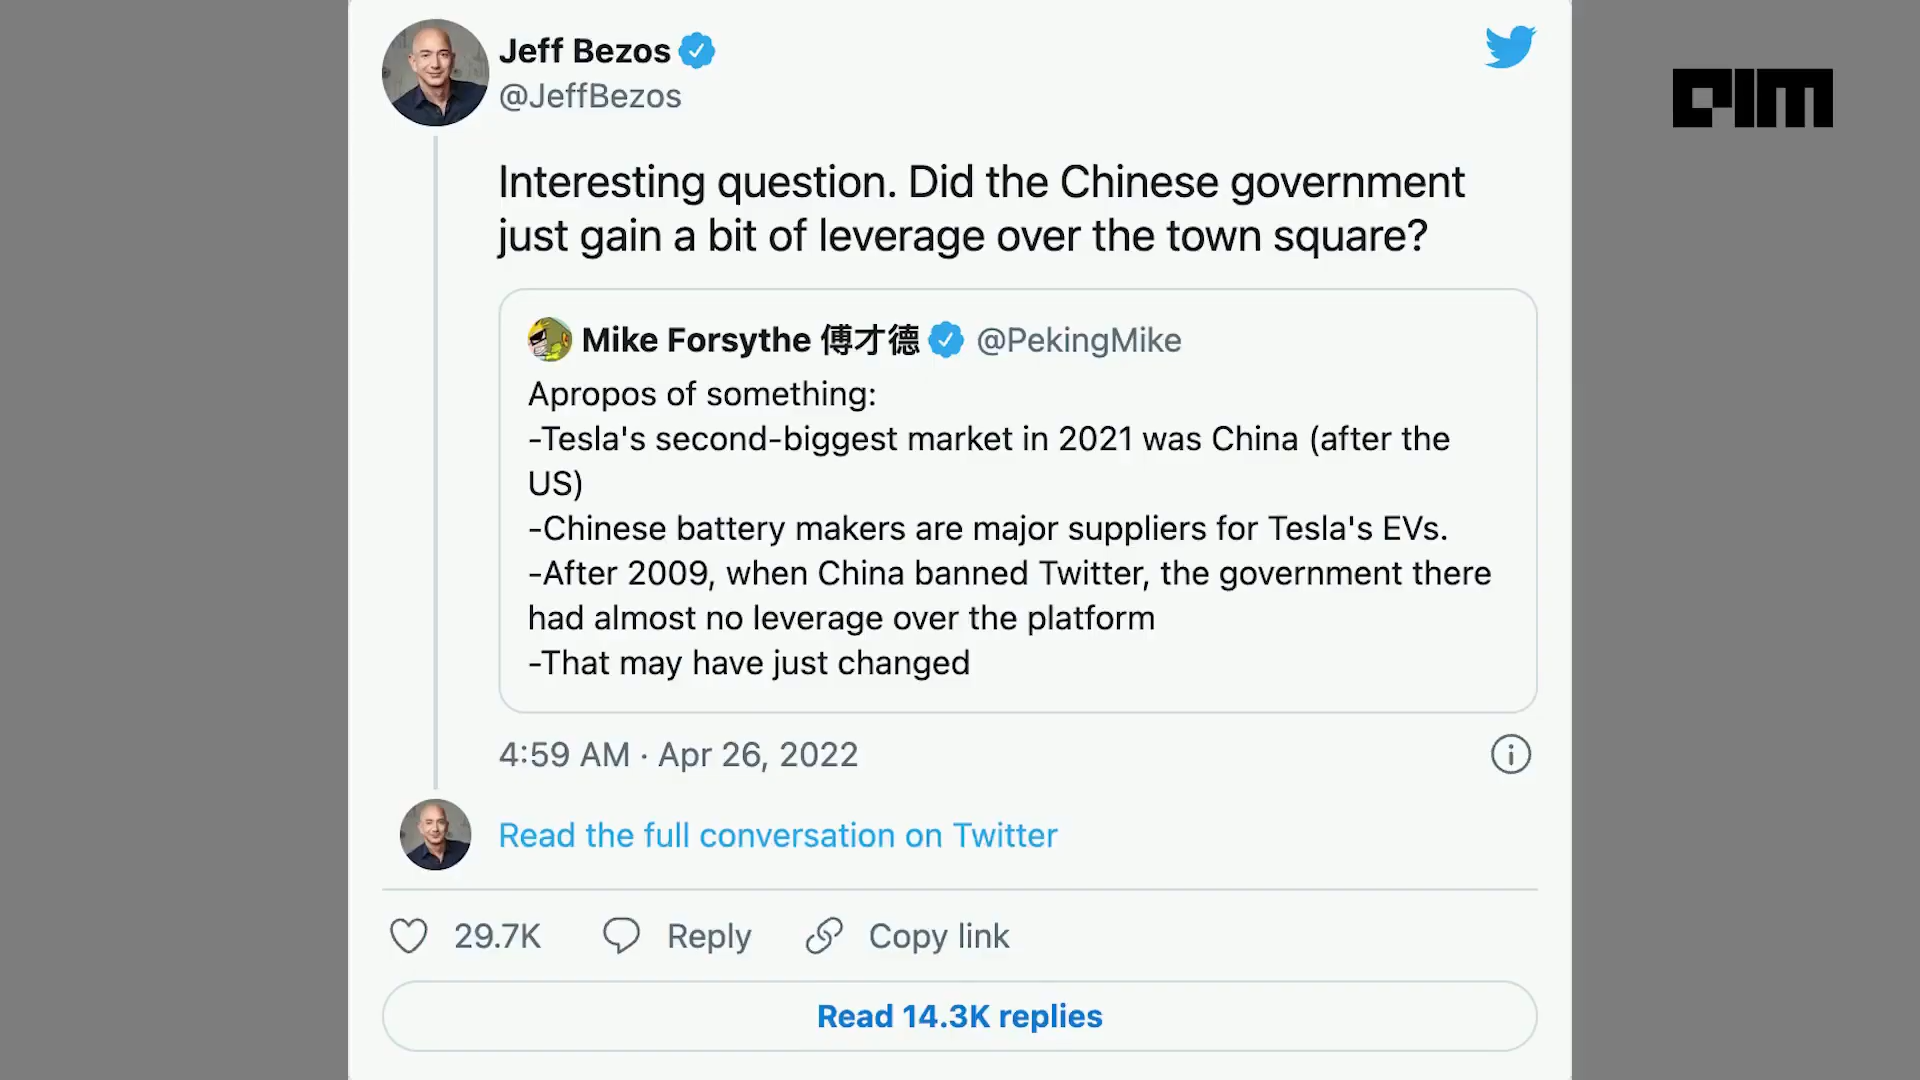 Jeff Bezos
@JeffBezos
AIM
Interesting question. Did the Chinese government
just gain a bit of leverage over the town square?
Mike Forsythe 傅才德 @PekingMike
Apropos of something:
-Tesla's second-biggest market in 2021 was China (after the
US)
-Chinese battery makers are major suppliers for Tesla's EVs.
-After 2009, when China banned Twitter, the government there
had almost no leverage over the platform
-That may have just changed
4:59 AM · Apr 26, 2022
Read the full conversation on Twitter
29.7K Reply Copy link
Read 14.3K replies